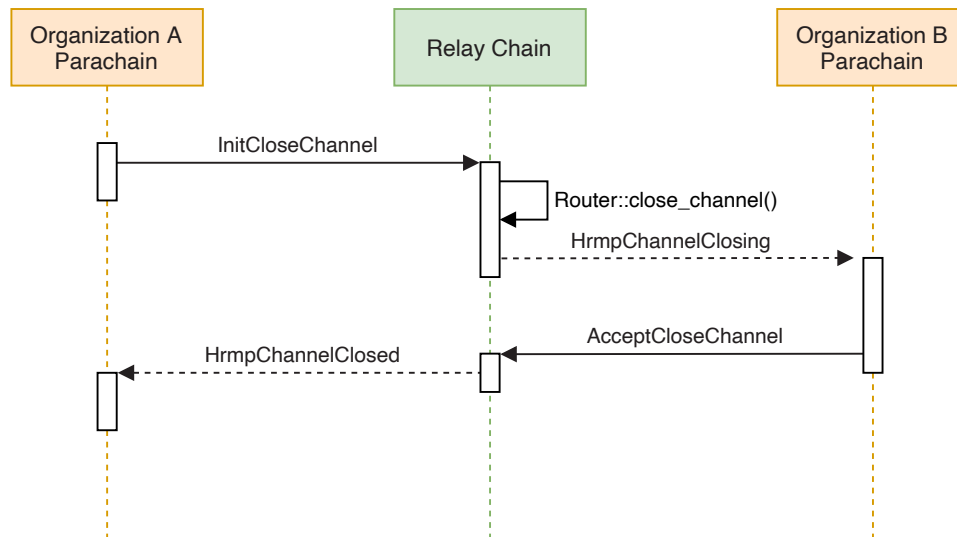 Organization A
Parachain
Relay Chain
Organization B
Parachain
InitCloseChannel
Router::close_channel()
HrmpChannelClosing
AcceptCloseChannel
HrmpChannelClosed